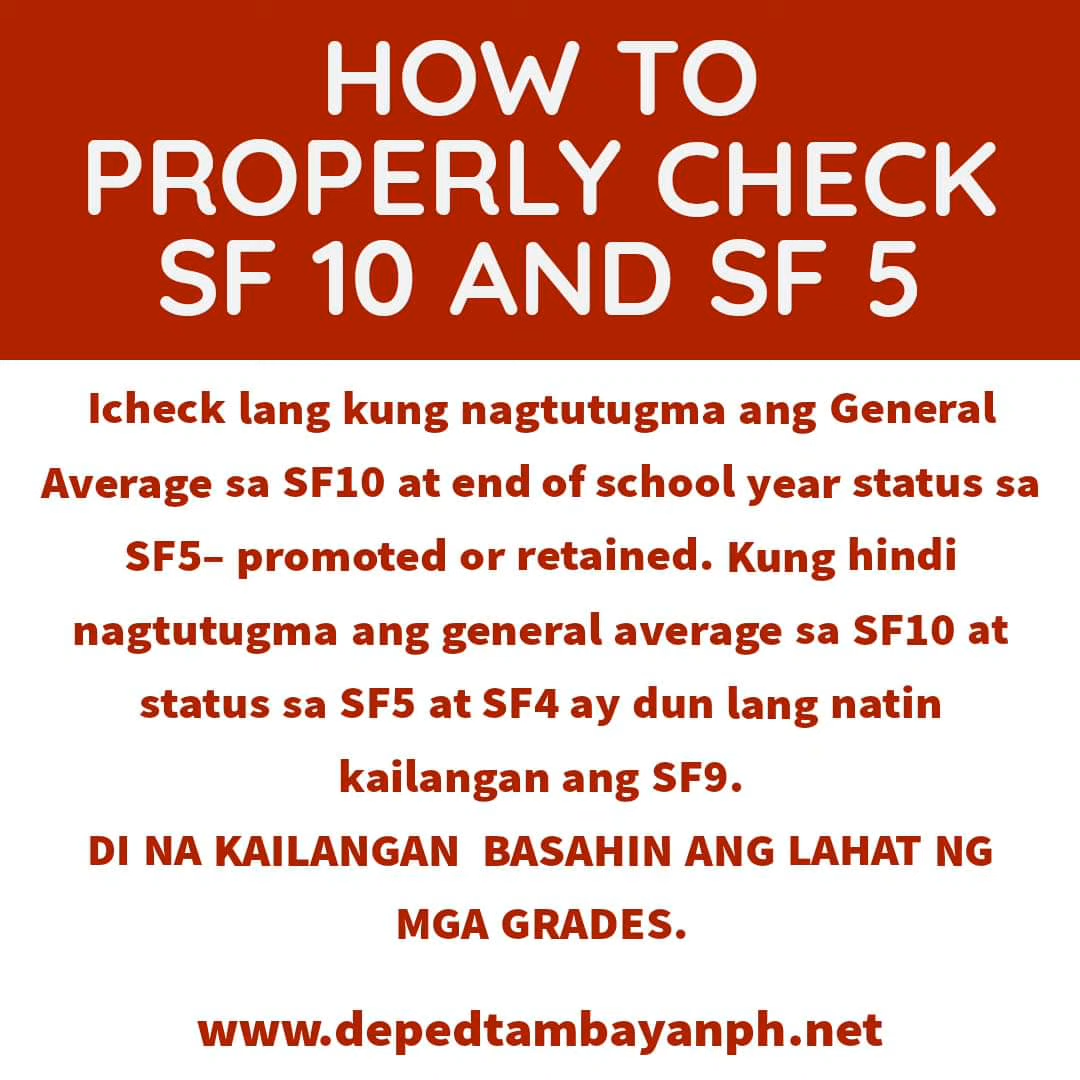 HOW TO
PROPERLY CHECK
SF 10 AND SF 5
Icheck lang kung nagtutugma ang General
Average sa SF10 at end of school year status sa
SF5– promoted or retained. Kung hindi
nagtutugma ang general average sa SF10 at
status sa SF5 at SF4 ay dun lang natin
kailangan ang SF9.
DI NA KAILANGAN  BASAHIN ANG LAHAT NG
MGA GRADES.
www.depedtambayanph.net